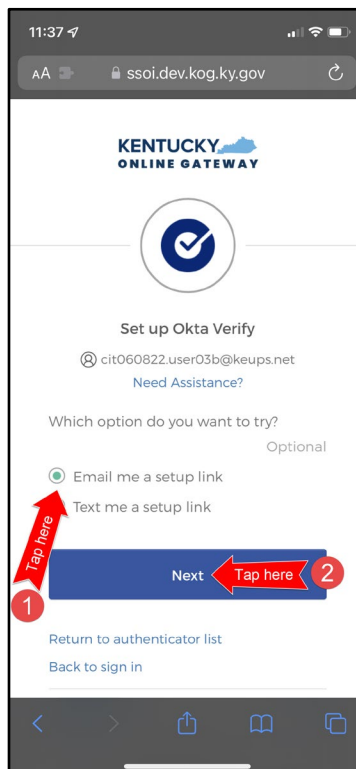 11:37
AA ssoi.dev.kog.ky.gov
KENTUCKY
ONLINE GATEWAY
Set up Okta Verify
cit060822.user03b@keups.net
Need Assistance?
Which option do you want to try?
Optional
Email me a setup link
Text me a setup link
Tap here
1
Next
Tap here
2
Return to authenticator list
Back to sign in